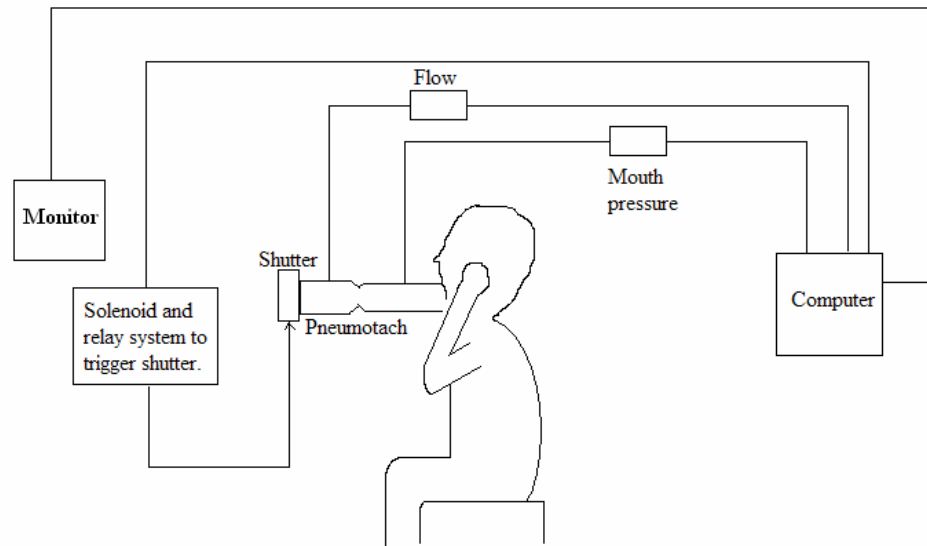 Flow
Mouth
pressure
Monitor
Shutter
Solenoid and
relay system to
trigger shutter.
Pneumotach
Computer